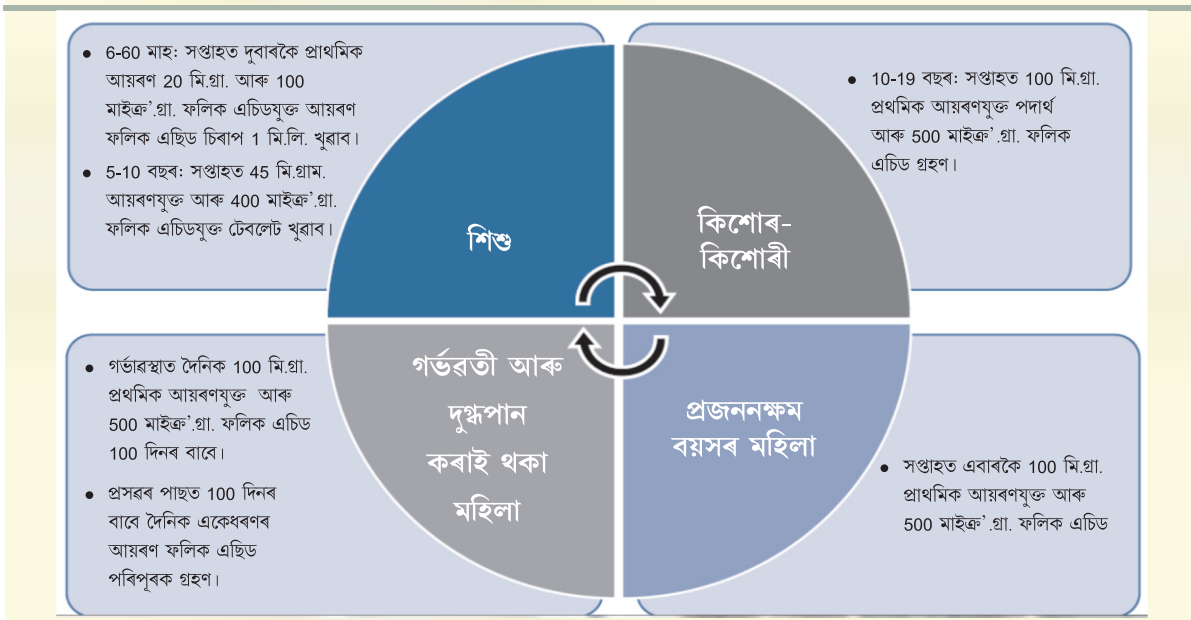 • 6-60 মাহ: সপ্তাহত দুবাৰকৈ প্ৰাথমিক
আয়ৰণ 20 মি.গ্ৰা. আৰু 100
মাইক্ৰ'.গ্ৰা. ফলিক এচিডযুক্ত আয়ৰণ
ফলিক এছিড চিৰাপ 1 মি.লি. খুৱাব।
• 5-10 বছৰ: সপ্তাহত 45 মি.গ্ৰাম.
আয়ৰণযুক্ত আৰু 400 মাইক্ৰ'.গ্ৰা.
ফলিক এচিডযুক্ত টেবলেট খুৱাব।
শিশু
• 10-19 বছৰ: সপ্তাহত 100 মি.গ্ৰা.
প্ৰথমিক আয়ৰণযুক্ত পদাৰ্থ
আৰু 500 মাইক্ৰ'.গ্ৰা. ফলিক
এচিড গ্ৰহণ।
কিশোৰ-
কিশোৰী
• গৰ্ভাৱস্থাত দৈনিক 100 মি.গ্ৰা.
প্ৰথমিক আয়ৰণযুক্ত আৰু
500 মাইক্ৰ'.গ্ৰা. ফলিক এচিড
100 দিনৰ বাবে।
• প্ৰসৱৰ পাছত 100 দিনৰ
বাবে দৈনিক একেধৰণৰ
আয়ৰণ ফলিক এছিড
পৰিপূৰক গ্ৰহণ।
গৰ্ভৱতী আৰু
দুগ্ধপান
কৰাই থকা
মহিলা
প্ৰজননক্ষম
বয়সৰ মহিলা
• সপ্তাহত এবাৰকৈ 100 মি.গ্ৰা.
প্ৰাথমিক আয়ৰণযুক্ত আৰু
500 মাইক্ৰ'.গ্ৰা. ফলিক এচিড